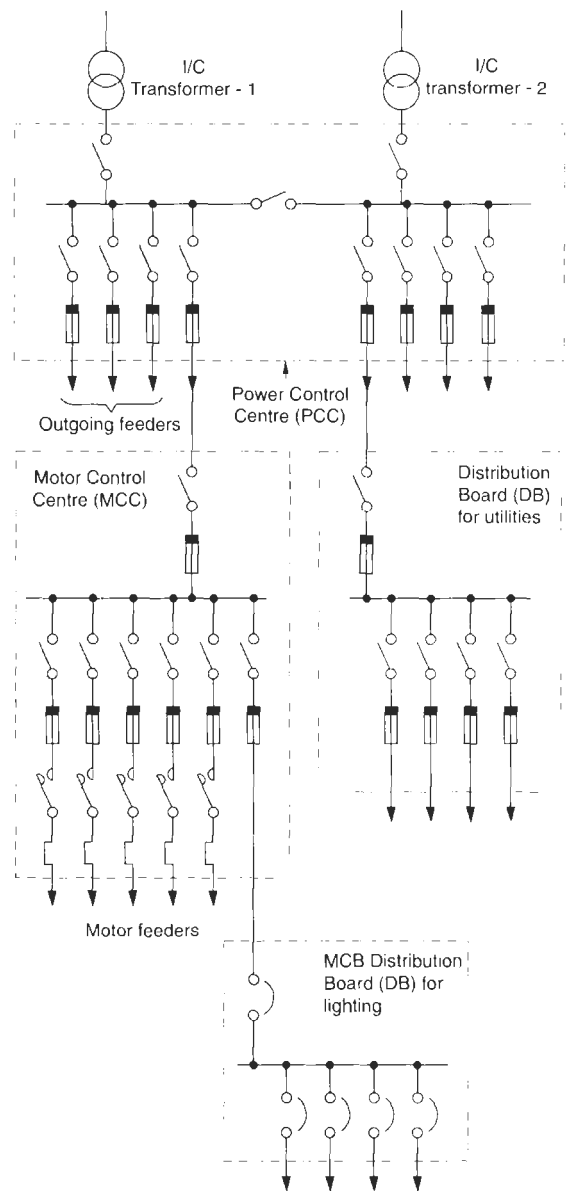 I/C
Transformer - 1
I/C
transformer - 2
Power Control
Centre (PCC)
Outgoing feeders
Motor Control
Centre (MCC)
Distribution
Board (DB)
for utilities
Motor feeders
MCB Distribution
Board (DB) for
lighting